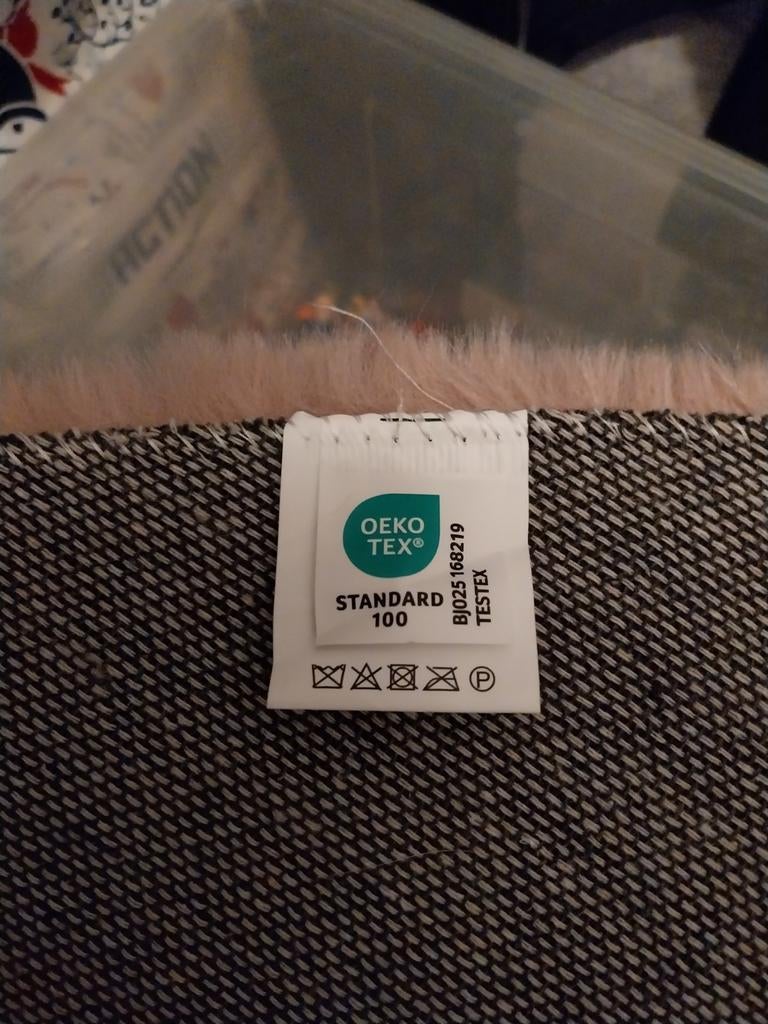 ACTION
OEKO
TEX®
STANDARD
100
BJ025 168219
TESTEX
P